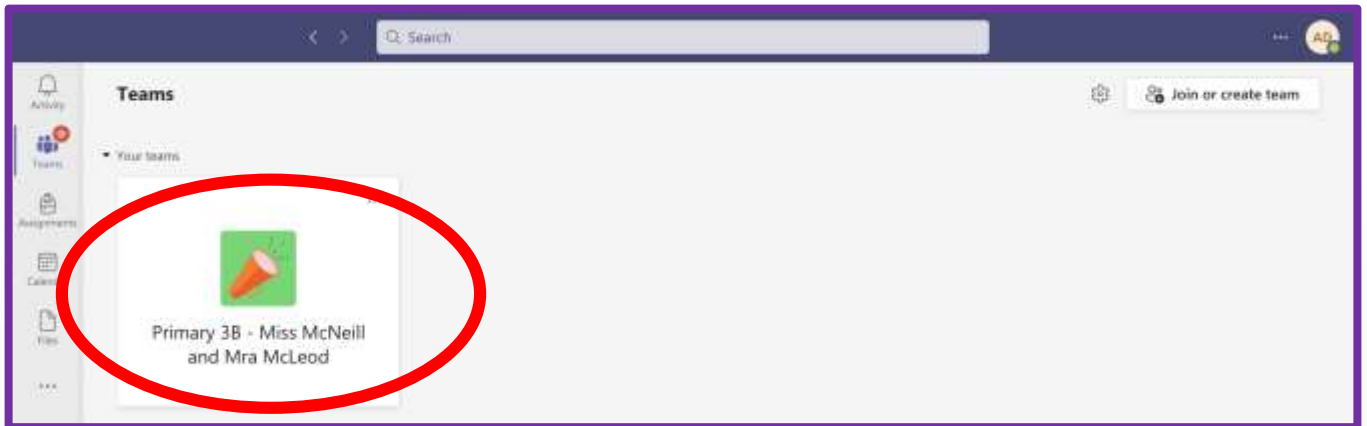 Search
AD
Activity
Teams
Join or create team
Teams
Your teams
Assignments
Primary 3B - Miss McNeill
and Mra McLeod
Files